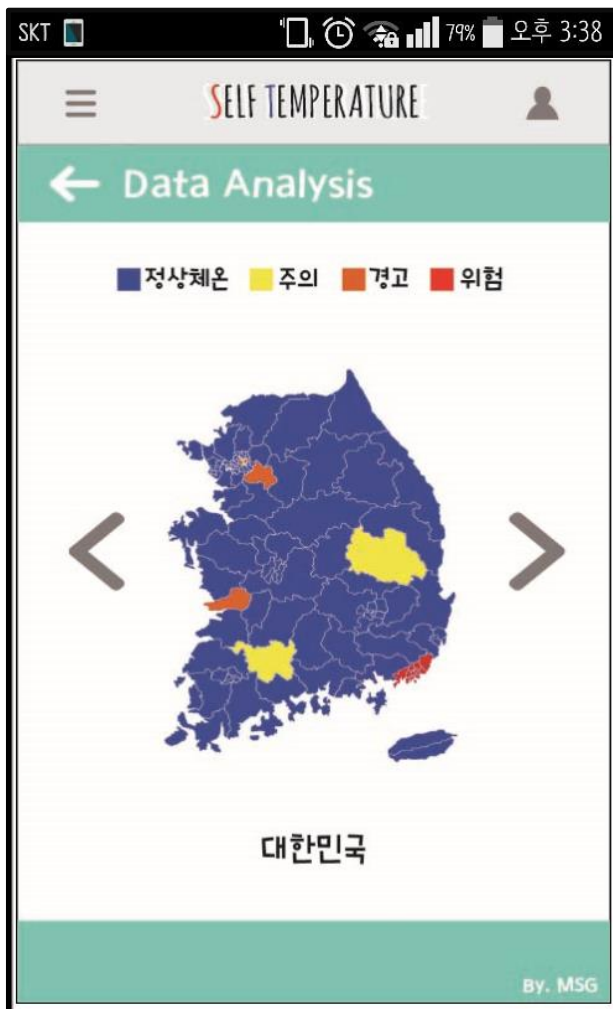 SKT 79% 오후 3:38
SELF TEMPERATURE
Data Analysis
정상체온 주의 경고 위험
대한민국
By. MSG